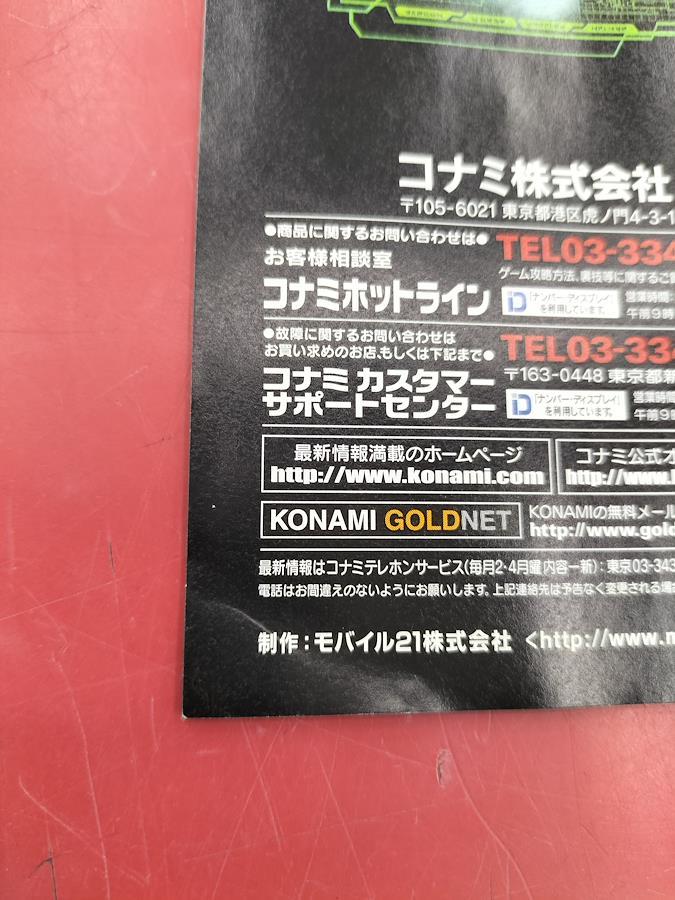 コナミ株式会社
〒105-6021 東京都港区虎ノ門4-3-1
●商品に関するお問い合わせは●
お客様相談室
コナミホットライン
TEL03-334
ゲーム攻略方法、裏技等に関するご
「ナンバー・ディスプレイ」
を利用しています。
営業時間:
午前9時
●故障に関するお問い合わせは
お買い求めのお店、もしくは下記まで●
コナミ カスタマー
サポートセンター
TEL03-334
〒163-0448 東京都新
「ナンバー・ディスプレイ」
を利用しています。
営業時間
午前9時
最新情報満載のホームページ
http://www.konami.com
コナミ公式オ
http://www.
KONAMI GOLDNET
KONAMIの無料メール
http://www.gold
最新情報はコナミテレホンサービス(毎月2・4月曜内容一新):東京03-343
電話はお間違えのないようにお願いします。上記連絡先は予告なく変更される場
制作:モバイル21株式会社 <http://www.m